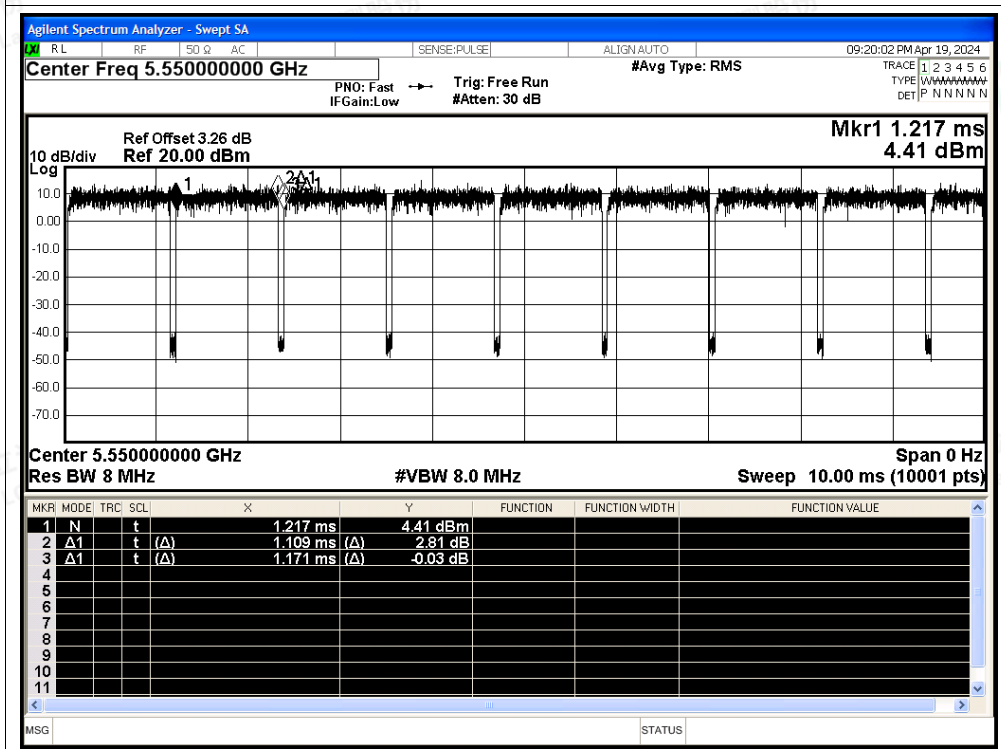 Agilent Spectrum Analyzer - Swept SA
LXI RL RF 50 Ω AC SENSE:PULSE ALIGN AUTO 09:20:02 PM Apr 19, 2024
Center Freq 5.550000000 GHz #Avg Type: RMS TRACE 1 2 3 4 5 6
PNO: Fast Trig: Free Run TYPE WWWWWW
IFGain:Low #Atten: 30 dB DET P N N N N N
Mkr1 1.217 ms
Ref Offset 3.26 dB
10 dB/div Ref 20.00 dBm 4.41 dBm
Log
1 2Δ1
10.0
0.00
-10.0
-20.0
-30.0
-40.0
-50.0
-60.0
-70.0
Center 5.550000000 GHz Span 0 Hz
Res BW 8 MHz #VBW 8.0 MHz Sweep 10.00 ms (10001 pts)
MKR MODE TRC SCL X Y FUNCTION FUNCTION WIDTH FUNCTION VALUE
1 N t 1.217 ms 4.41 dBm
2 Δ1 t (Δ) 1.109 ms (Δ) 2.81 dB
3 Δ1 t (Δ) 1.171 ms (Δ) -0.03 dB
4
5
6
7
8
9
10
11
MSG STATUS